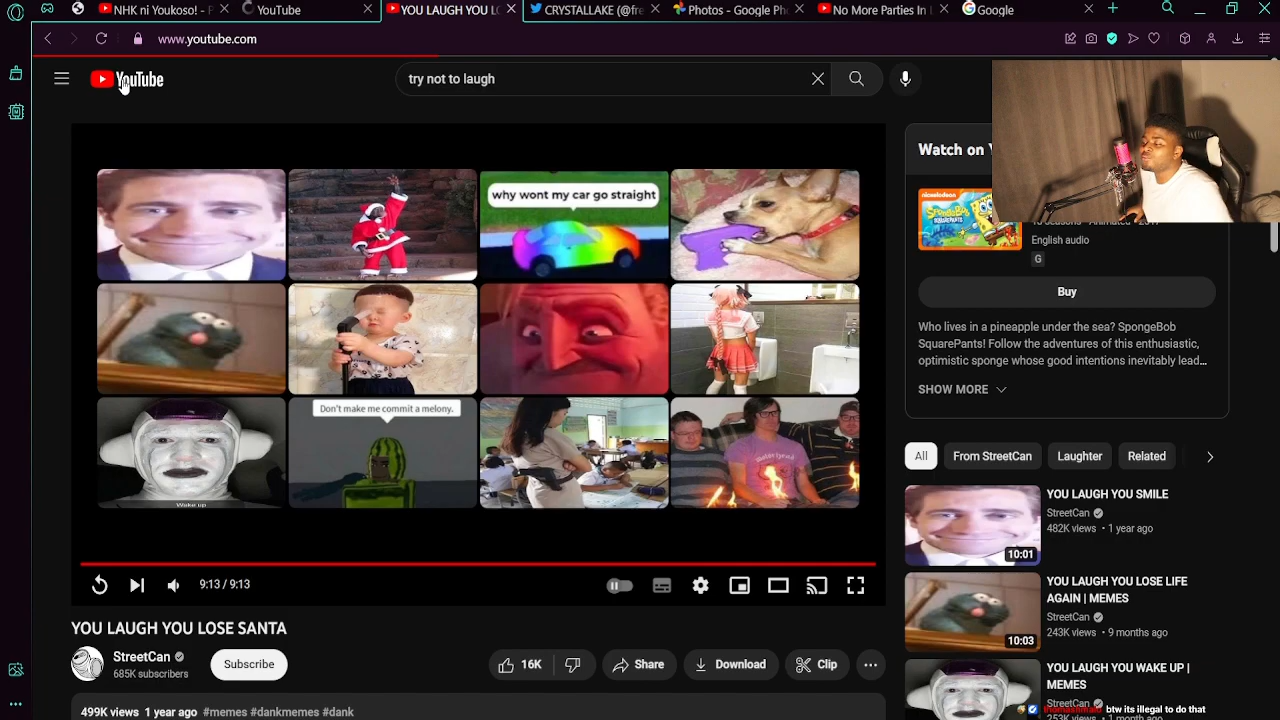 NHK ni Youkoso! - P
YouTube
YOU LAUGH YOU LO
CRYSTALLAKE (@fre
Photos - Google Ph
No More Parties In
Google
www.youtube.com
YouTube
try not to laugh
why wont my car go straight
Don't make me commit a melony.
Wake up
9:13 / 9:13
YOU LAUGH YOU LOSE SANTA
StreetCan
685K subscribers
Subscribe
16K
Share
Download
Clip
499K views 1 year ago #memes #dankmemes #dank
Watch on
nickelodeon
SpongeBob
English audio
G
Buy
Who lives in a pineapple under the sea? SpongeBob
SquarePants! Follow the adventures of this enthusiastic,
optimistic sponge whose good intentions inevitably lead...
SHOW MORE
All
From StreetCan
Laughter
Related
YOU LAUGH YOU SMILE
StreetCan
482K views • 1 year ago
10:01
YOU LAUGH YOU LOSE LIFE
AGAIN | MEMES
StreetCan
243K views • 9 months ago
10:03
YOU LAUGH YOU WAKE UP |
MEMES
StreetCan
btw its illegal to do that